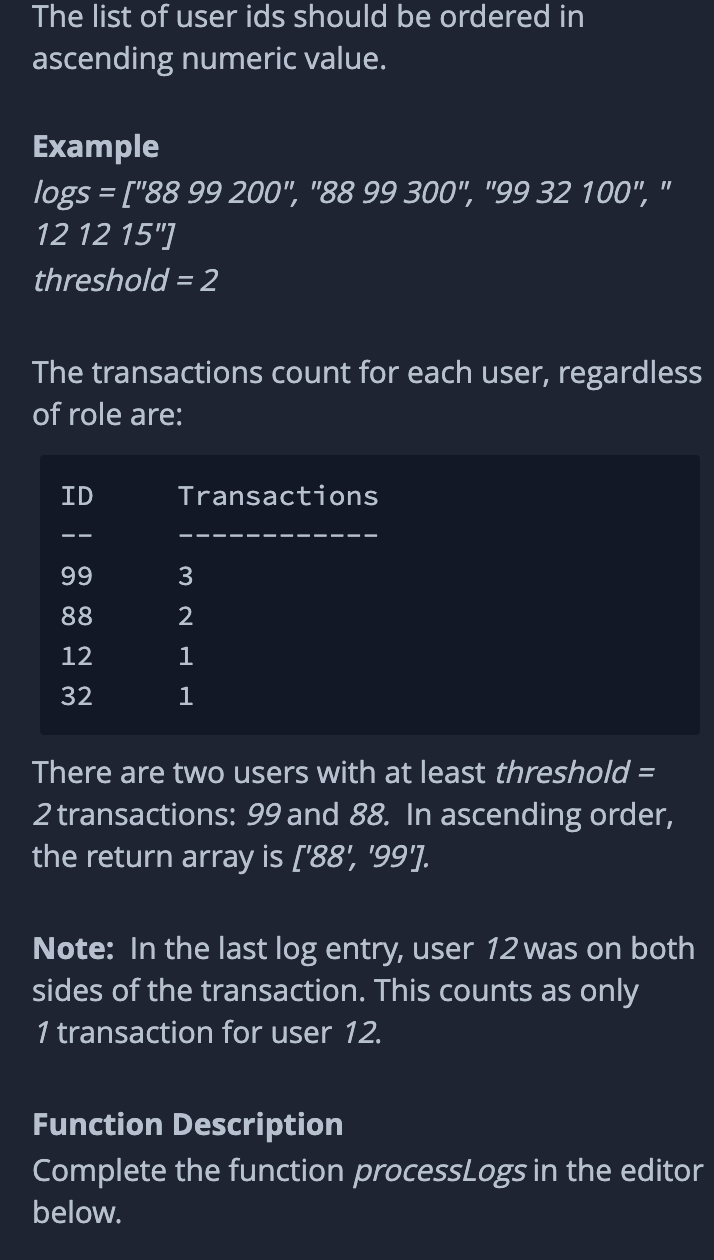 The list of user ids should be ordered in
ascending numeric value.
Example
logs = ["88 99 200", "88 99 300", "99 32 100", "
12 12 15"]
threshold = 2
The transactions count for each user, regardless
of role are:
ID Transactions
-- ------------
99 3
88 2
12 1
32 1
There are two users with at least threshold =
2 transactions: 99 and 88. In ascending order,
the return array is ['88', '99'].
Note: In the last log entry, user 12 was on both
sides of the transaction. This counts as only
1 transaction for user 12.
Function Description
Complete the function processLogs in the editor
below.